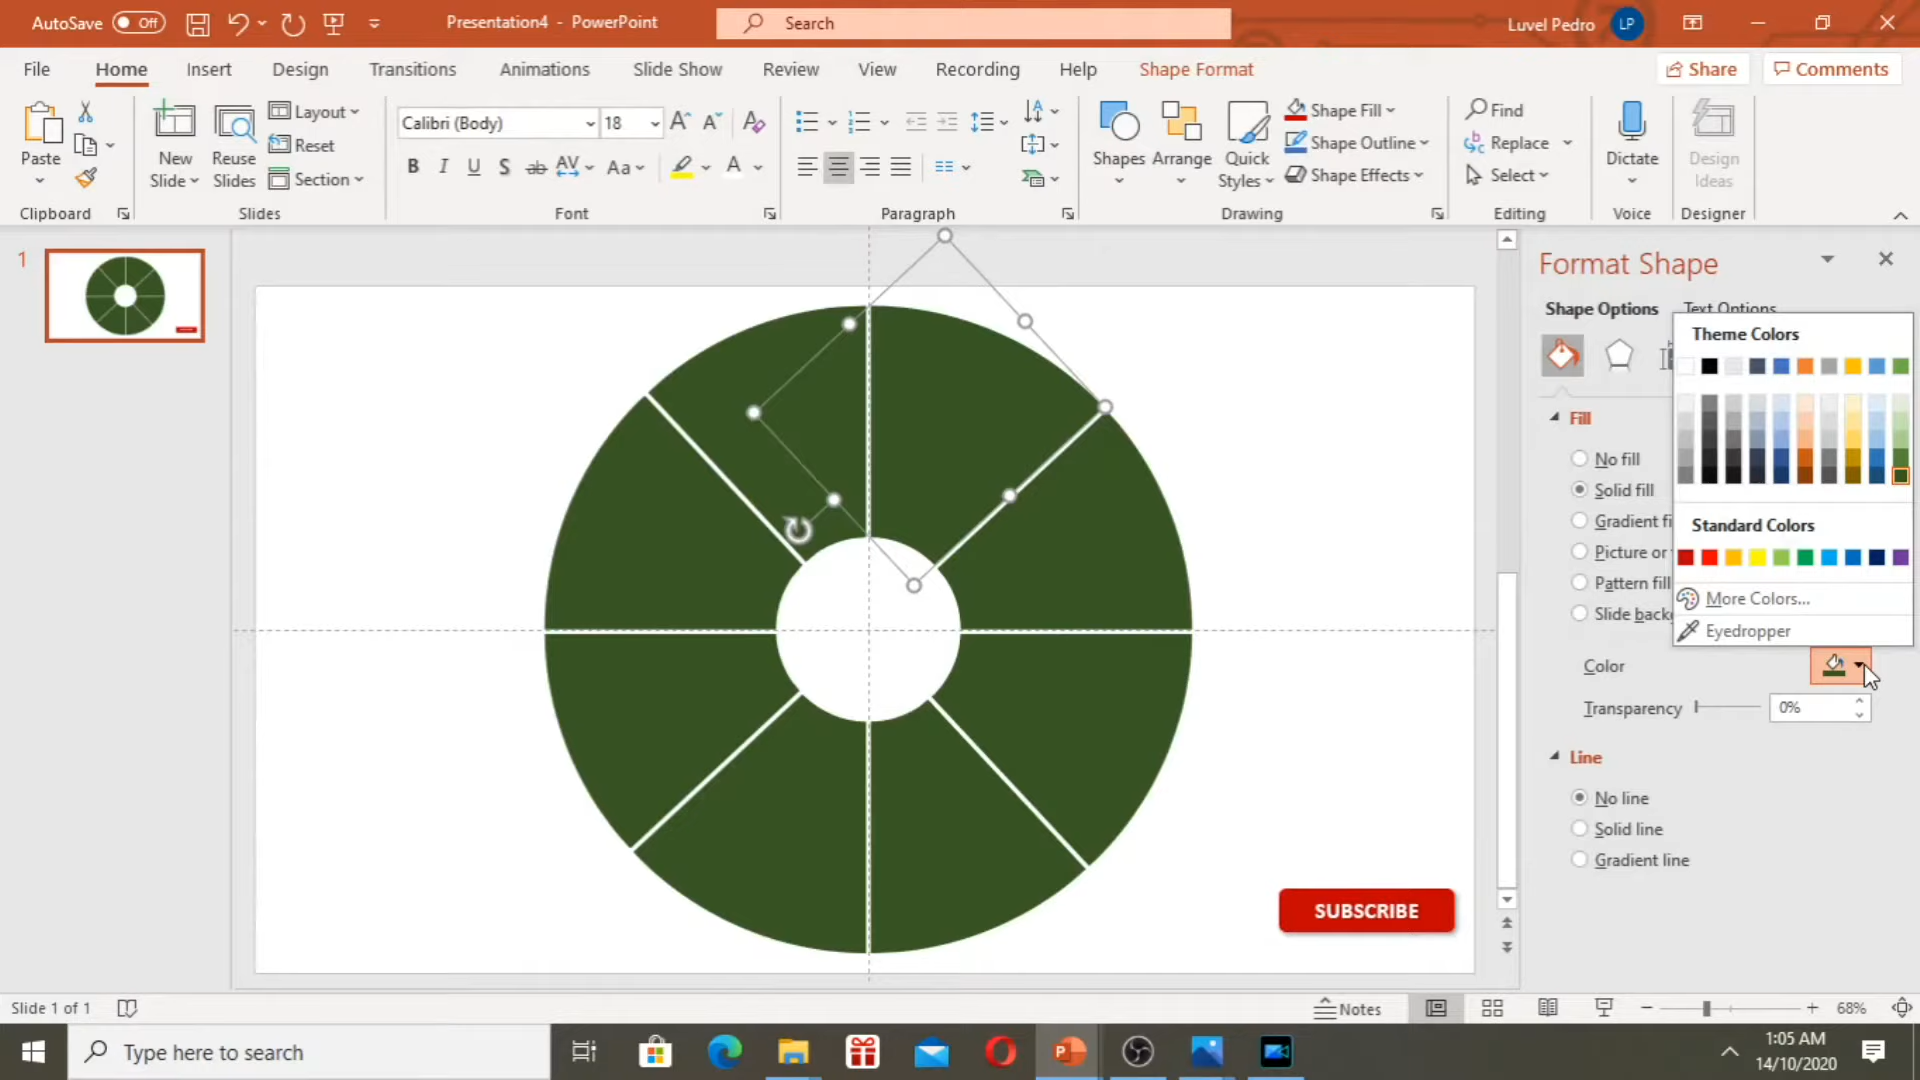 AutoSave Off Presentation4 - PowerPoint Search Luvel Pedro LP
File Home Insert Design Transitions Animations Slide Show Review View Recording Help Shape Format Share Comments
Paste
New Slide
Reuse Slides
Layout
Reset
Section
Calibri (Body) 18
B I U S ab AV Aa A
Shapes
Arrange
Quick Styles
Shape Fill
Shape Outline
Shape Effects
Find
Replace
Select
Dictate
Design Ideas
Clipboard Slides Font Paragraph Drawing Editing Voice Designer
1
SUBSCRIBE
Format Shape
Shape Options Text Options
Theme Colors
Standard Colors
More Colors...
Eyedropper
Fill
No fill
Solid fill
Gradient fi
Picture or
Pattern fill
Slide back
Color
Transparency 0%
Line
No line
Solid line
Gradient line
Slide 1 of 1 Notes 68%
Type here to search
1:05 AM
14/10/2020